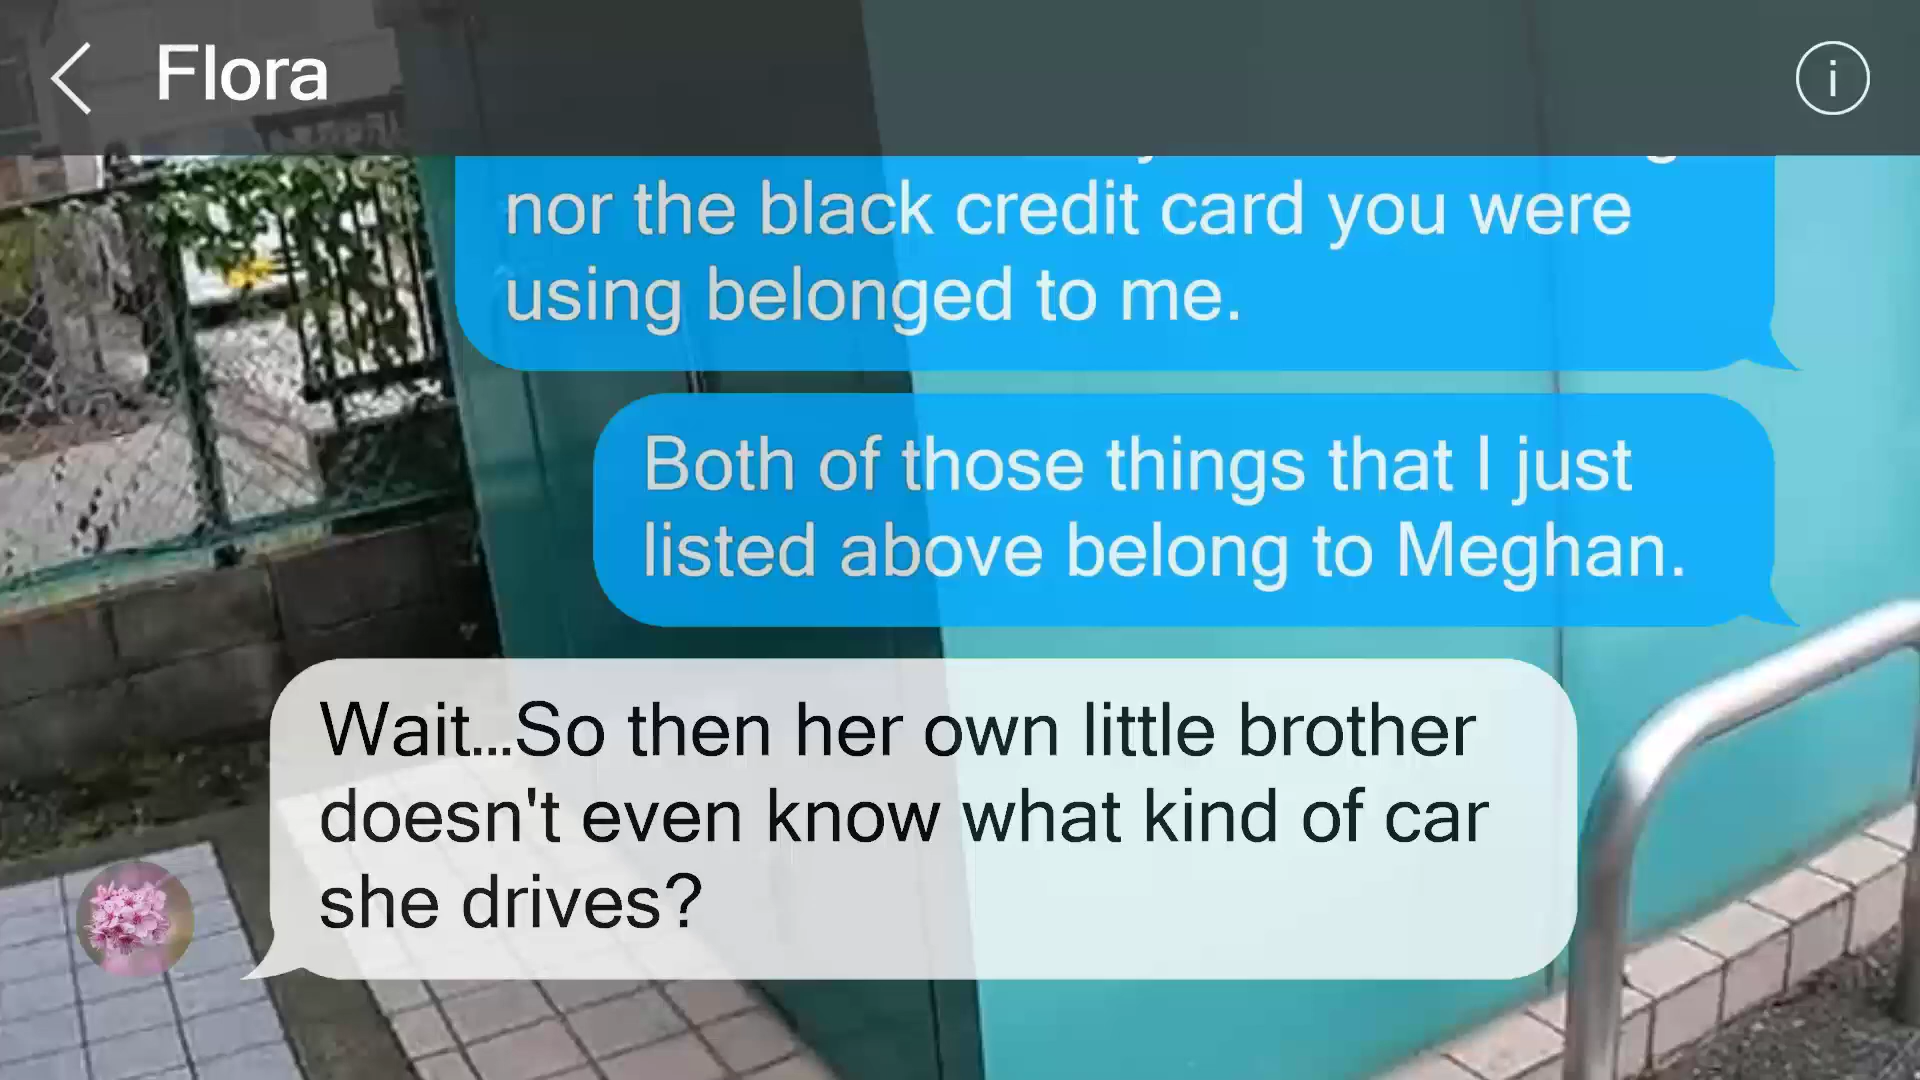 Flora
nor the black credit card you were
using belonged to me.
Both of those things that I just
listed above belong to Meghan.
Wait...So then her own little brother
doesn't even know what kind of car
she drives?